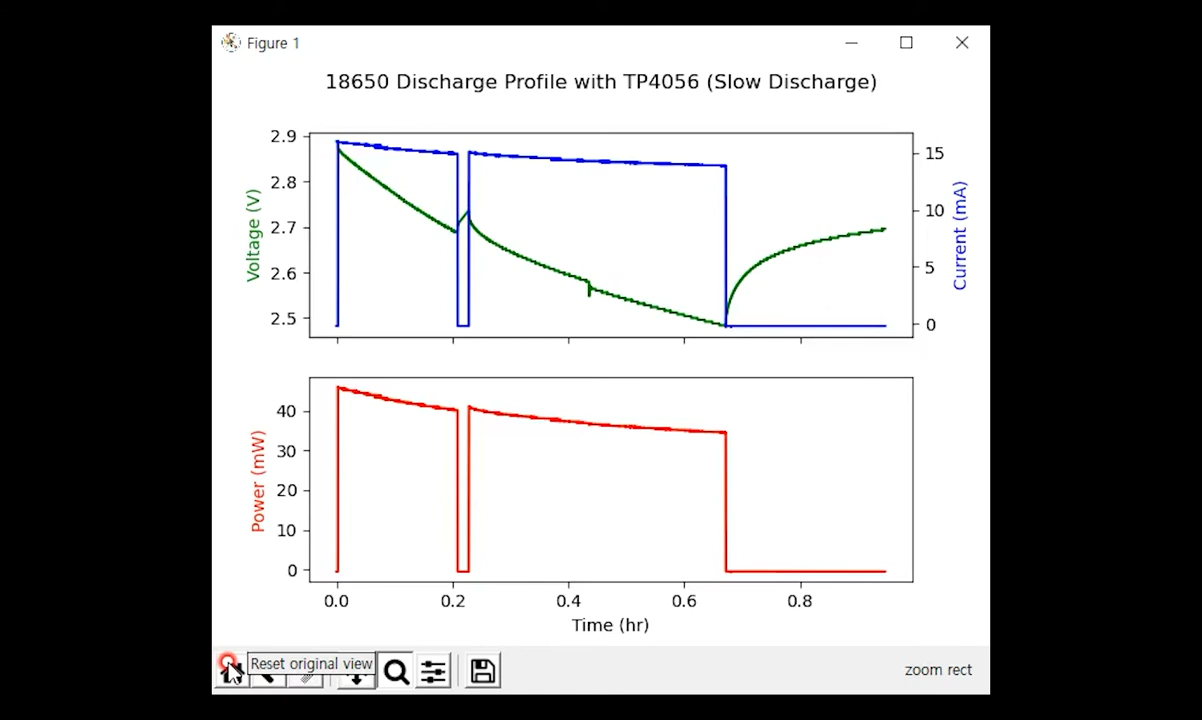 Figure 1
18650 Discharge Profile with TP4056 (Slow Discharge)
2.9
2.8
2.7
2.6
2.5
Voltage (V)
15
10
5
0
Current (mA)
40
30
20
10
0
Power (mW)
0.0 0.2 0.4 0.6 0.8
Time (hr)
Reset original view
zoom rect